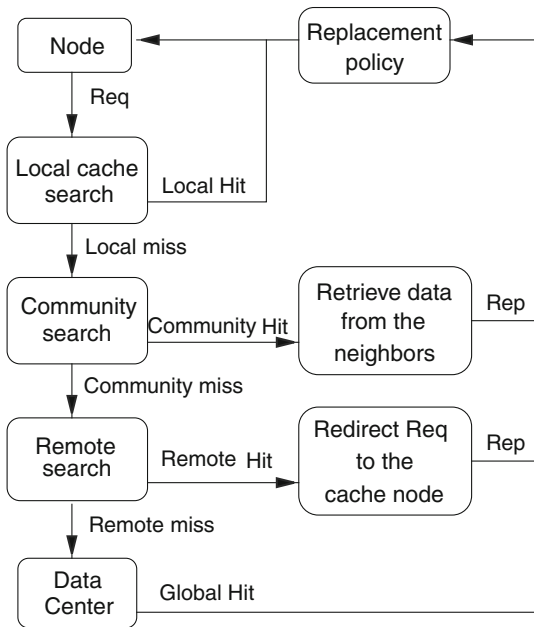 Node
Replacement
policy
Req
Local cache
search
Local Hit
Local miss
Community
search
Community Hit
Retrieve data
from the
neighbors
Rep
Community miss
Remote
search
Remote Hit
Redirect Req
to the
cache node
Rep
Remote miss
Data
Center
Global Hit